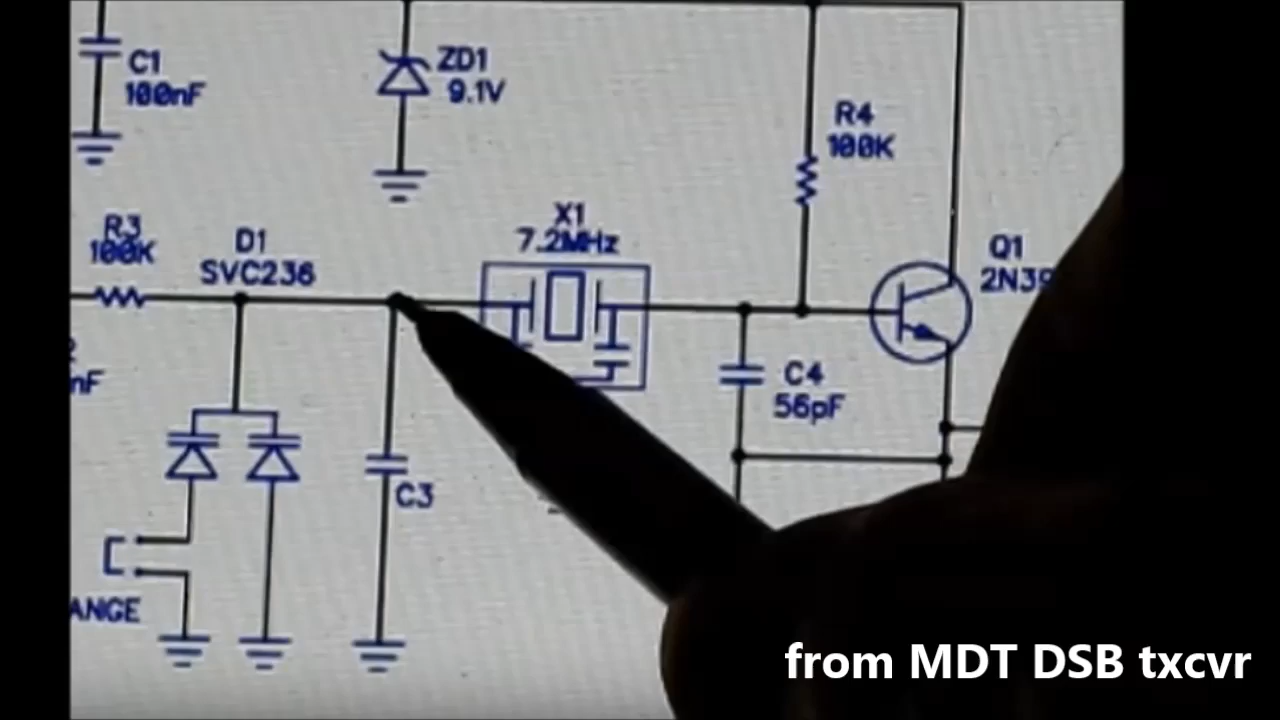 C1
100nF
ZD1
9.1V
R4
100K
X1
7.2MHz
R3
100K
D1
SVC236
Q1
2N39
nF
C4
56pF
C3
ANGE
from MDT DSB txcvr